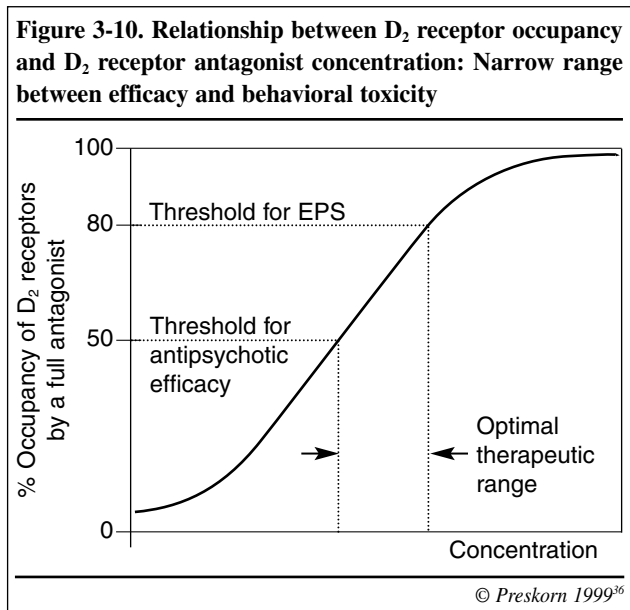 Figure 3-10. Relationship between D₂ receptor occupancy
and D₂ receptor antagonist concentration: Narrow range
between efficacy and behavioral toxicity
% Occupancy of D₂ receptors
by a full antagonist
100
80
50
0
Threshold for EPS
Threshold for
antipsychotic
efficacy
Optimal
therapeutic
range
Concentration
© Preskorn 1999³⁶